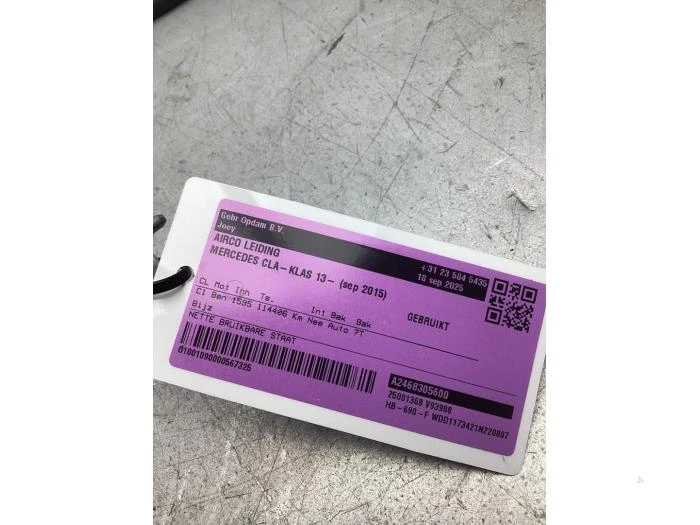 Gebr Opdam B.V.
Joey
+31 23 584 5435
18 sep 2025
AIRCO LEIDING
MERCEDES CLA-KLAS 13- (sep 2015)
GEBRUIKT
CL Mot Inh Ts. Int Bak Bak
Cl Ben 1595 114406 Km Nee Auto 7T
Bijz
NETTE BRUIKBARE STAAT
01001090000567325
A2468305600
25001368 V93908
HB-690-F WDD1173421N220807